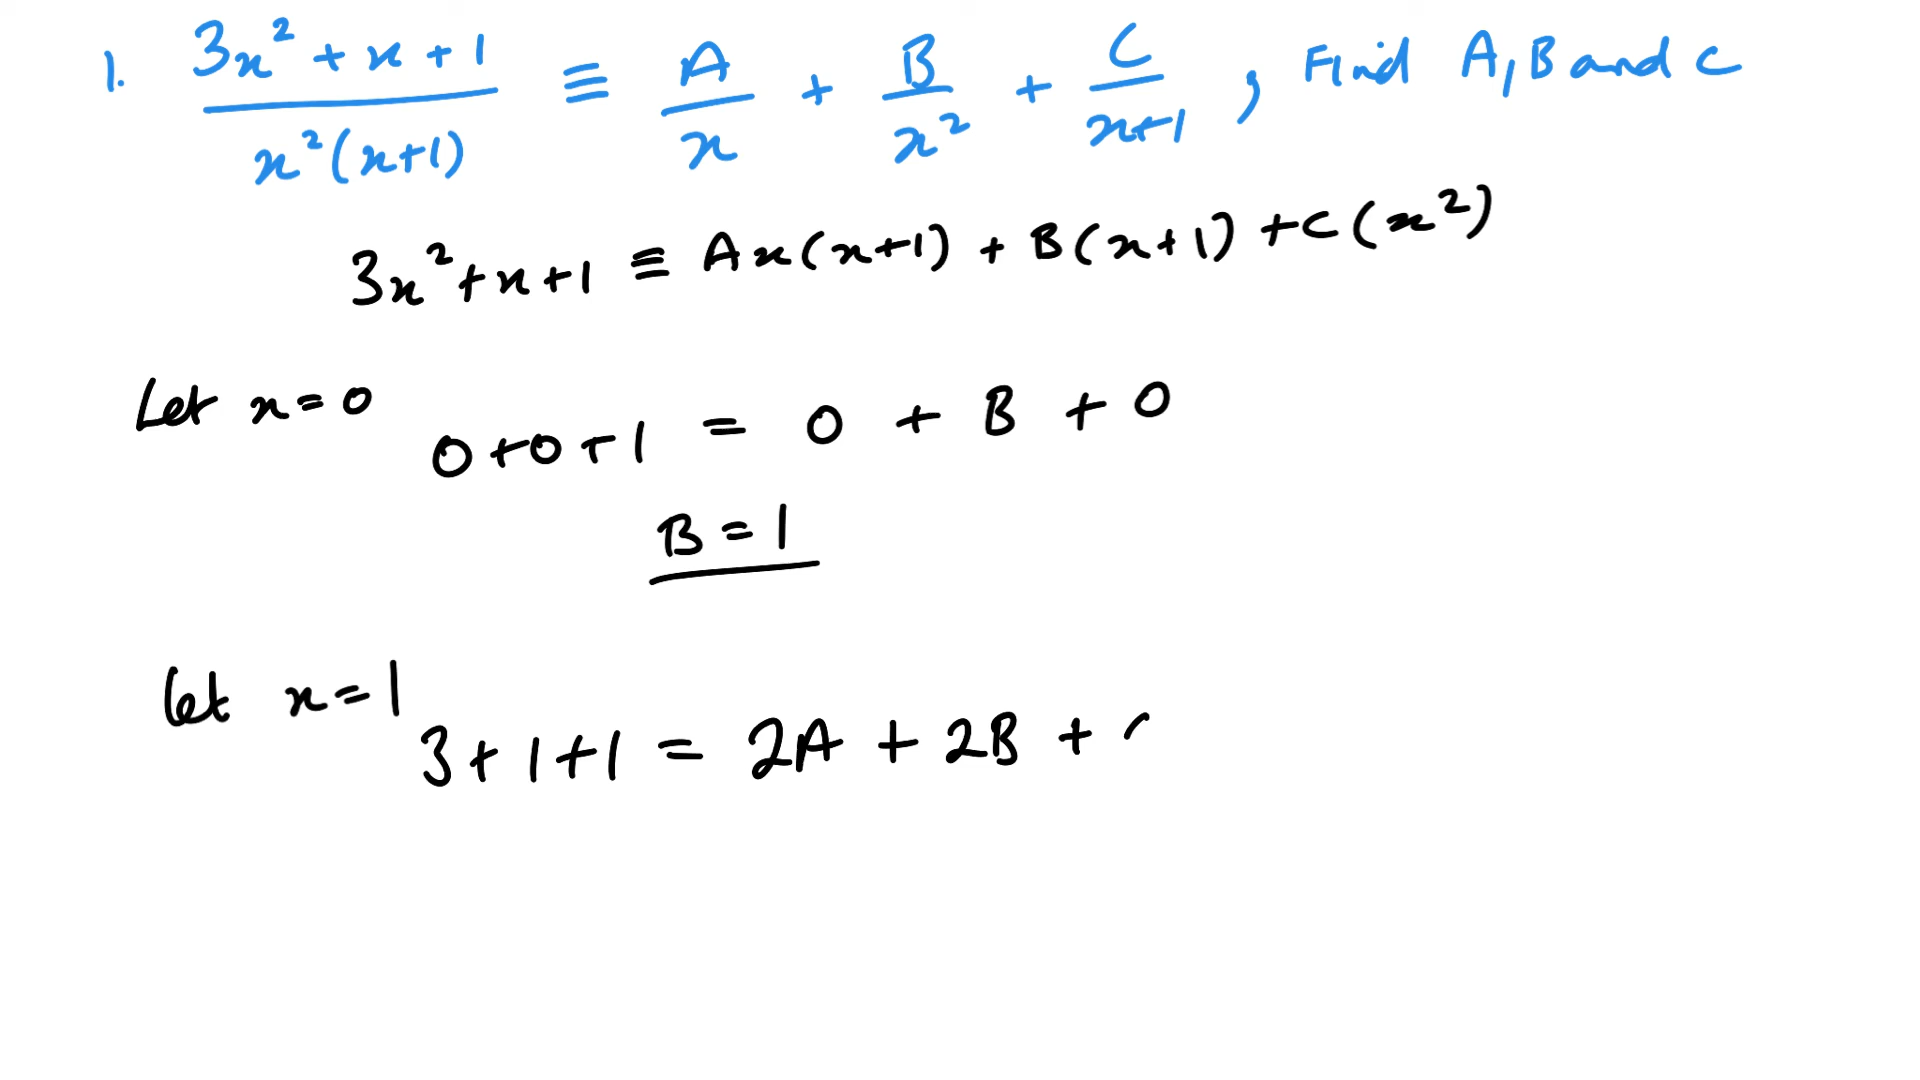 1. (3x² + x + 1)/(x²(x+1)) ≡ A/x + B/x² + C/(x+1) , Find A, B and C
3x² + x + 1 ≡ Ax(x+1) + B(x+1) + C(x²)
Let x = 0
0 + 0 + 1 = 0 + B + 0
B = 1
Let x = 1
3 + 1 + 1 = 2A + 2B +